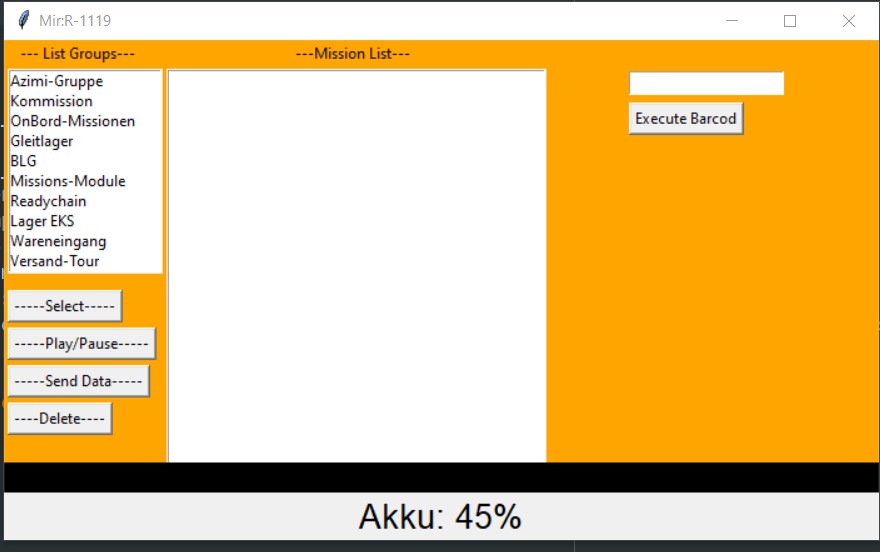 Mir:R-1119
--- List Groups---
---Mission List---
Azimi-Gruppe
Kommission
OnBord-Missionen
Gleitlager
BLG
Missions-Module
Readychain
Lager EKS
Wareneingang
Versand-Tour
Execute Barcod
-----Select-----
-----Play/Pause-----
-----Send Data-----
----Delete----
Akku: 45%